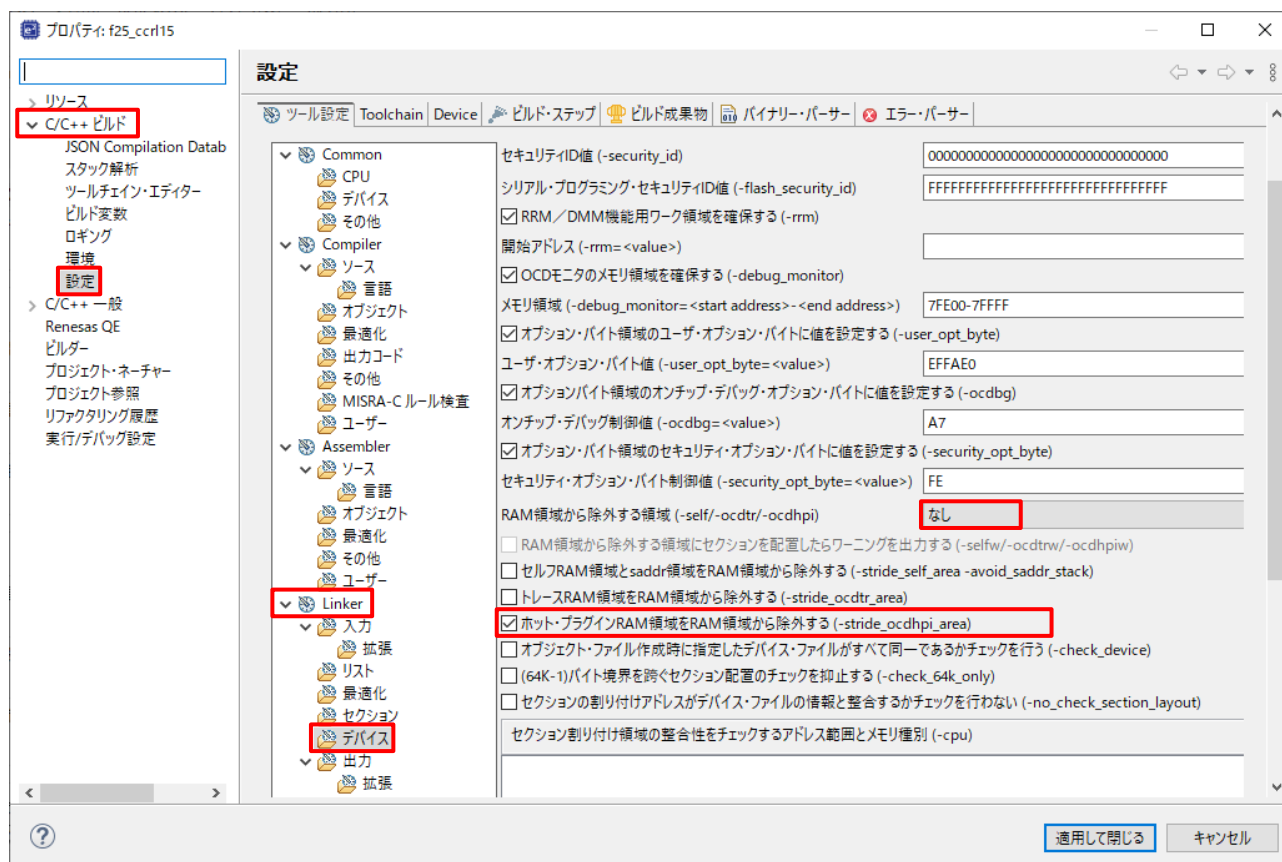 プロパティ: f25_ccrl15
設定
リソース
C/C++ ビルド
JSON Compilation Datab
スタック解析
ツールチェイン・エディター
ビルド変数
ロギング
環境
設定
C/C++ 一般
Renesas QE
ビルダー
プロジェクト・ネーチャー
プロジェクト参照
リファクタリング履歴
実行/デバッグ設定
ツール設定 Toolchain Device ビルド・ステップ ビルド成果物 バイナリー・パーサー エラー・パーサー
Common
CPU
デバイス
その他
Compiler
ソース
言語
オブジェクト
最適化
出力コード
その他
MISRA-C ルール検査
ユーザー
Assembler
ソース
言語
オブジェクト
最適化
その他
ユーザー
Linker
入力
拡張
リスト
最適化
セクション
デバイス
出力
拡張
セキュリティID値 (-security_id) 00000000000000000000000000000000
シリアル・プログラミング・セキュリティID値 (-flash_security_id) FFFFFFFFFFFFFFFFFFFFFFFFFFFFFFFF
RRM/DMM機能用ワーク領域を確保する (-rrm)
開始アドレス (-rrm=<value>)
OCDモニタのメモリ領域を確保する (-debug_monitor)
メモリ領域 (-debug_monitor=<start address>-<end address>) 7FE00-7FFFF
オプション・バイト領域のユーザ・オプション・バイトに値を設定する (-user_opt_byte)
ユーザ・オプション・バイト値 (-user_opt_byte=<value>) EFFAE0
オプションバイト領域のオンチップ・デバッグ・オプション・バイトに値を設定する (-ocdbg)
オンチップ・デバッグ制御値 (-ocdbg=<value>) A7
オプション・バイト領域のセキュリティ・オプション・バイトに値を設定する (-security_opt_byte)
セキュリティ・オプション・バイト制御値 (-security_opt_byte=<value>) FE
RAM領域から除外する領域 (-self/-ocdtr/-ocdhpi) なし
RAM領域から除外する領域にセクションを配置したらワーニングを出力する (-selfw/-ocdtrw/-ocdhpiw)
セルフRAM領域とsaddr領域をRAM領域から除外する (-stride_self_area -avoid_saddr_stack)
トレースRAM領域をRAM領域から除外する (-stride_ocdtr_area)
ホット・プラグインRAM領域をRAM領域から除外する (-stride_ocdhpi_area)
オブジェクト・ファイル作成時に指定したデバイス・ファイルがすべて同一であるかチェックを行う (-check_device)
(64K-1)バイト境界を跨ぐセクション配置のチェックを抑止する (-check_64k_only)
セクションの割り付けアドレスがデバイス・ファイルの情報と整合するかチェックを行わない (-no_check_section_layout)
セクション割り付け領域の整合性をチェックするアドレス範囲とメモリ種別 (-cpu)
適用して閉じる キャンセル